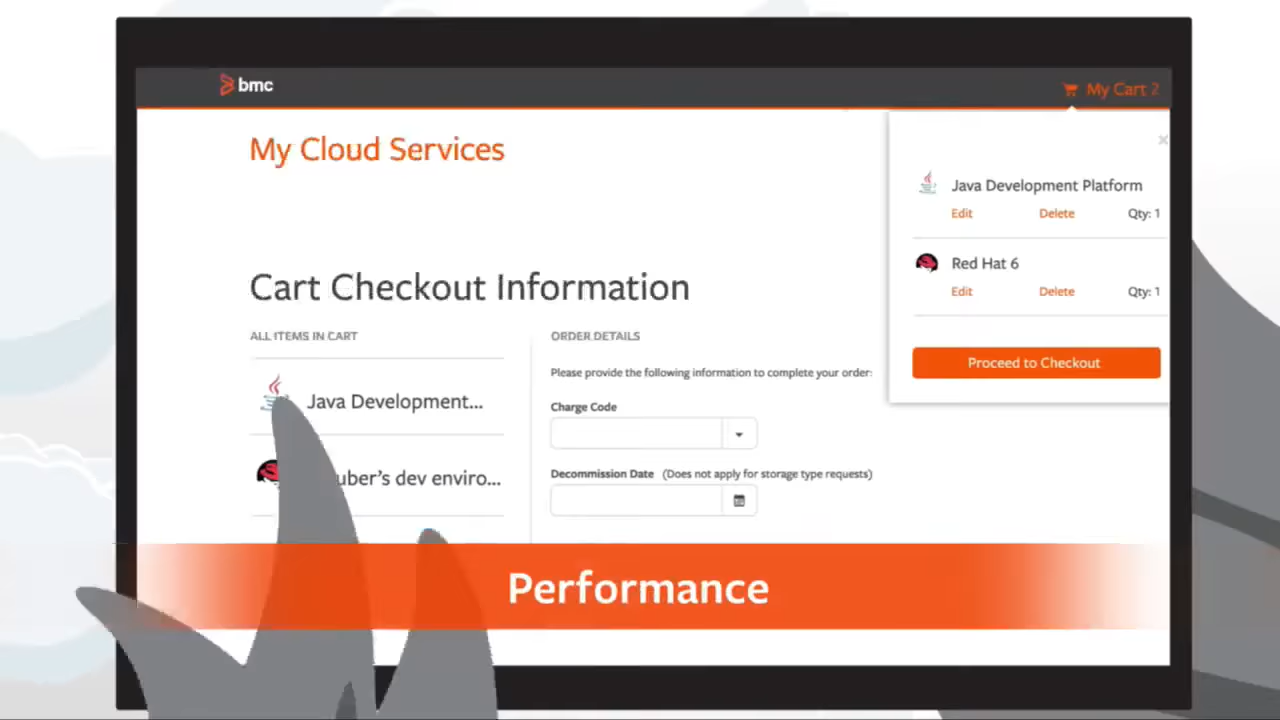 bmc
My Cart 2
My Cloud Services
Java Development Platform
Edit
Delete
Qty: 1
Red Hat 6
Edit
Delete
Qty: 1
Proceed to Checkout
Cart Checkout Information
ALL ITEMS IN CART
Java Development...
uber's dev enviro...
ORDER DETAILS
Please provide the following information to complete your order:
Charge Code
Decommission Date (Does not apply for storage type requests)
Performance